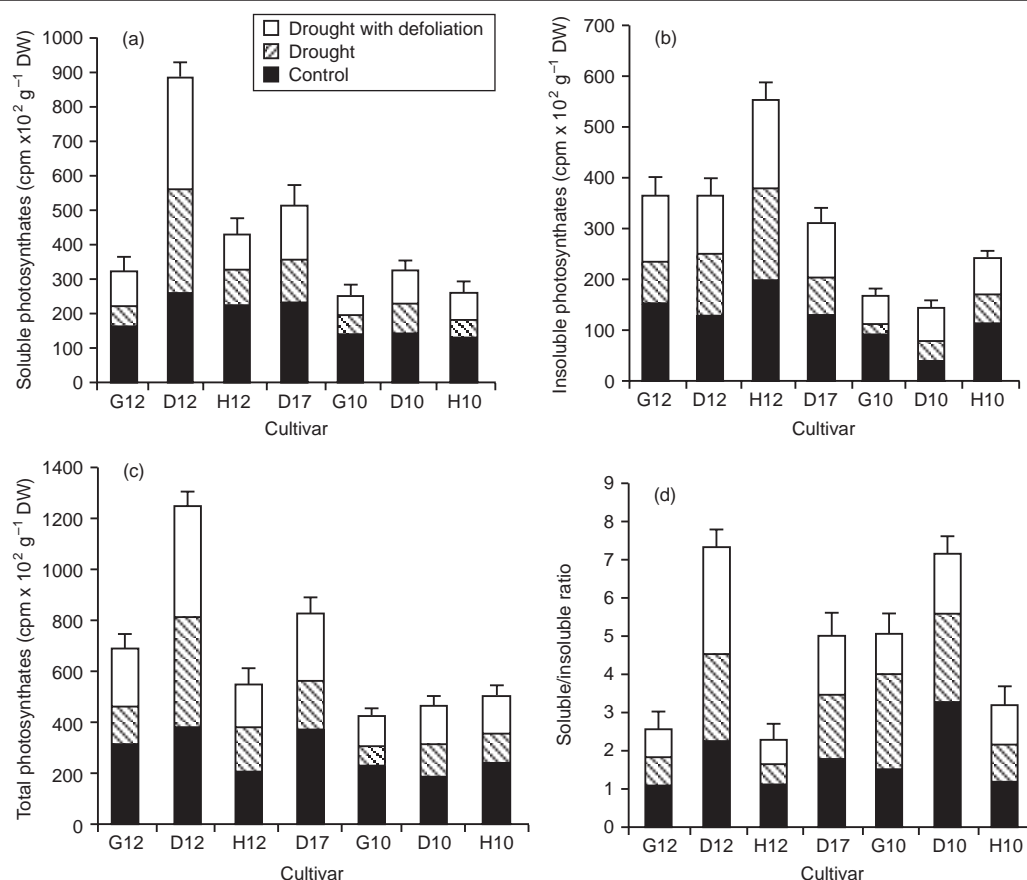 (a)
Drought with defoliation
Drought
Control
Soluble photosynthates (cpm x10² g⁻¹ DW)
1000
900
800
700
600
500
400
300
200
100
0
G12 D12 H12 D17 G10 D10 H10
Cultivar
(b)
Insoluble photosynthates (cpm x 10² g⁻¹ DW)
700
600
500
400
300
200
100
0
G12 D12 H12 D17 G10 D10 H10
Cultivar
(c)
Total photosynthates (cpm x 10² g⁻¹ DW)
1400
1200
1000
800
600
400
200
0
G12 D12 H12 D17 G10 D10 H10
Cultivar
(d)
Soluble/insoluble ratio
9
8
7
6
5
4
3
2
1
0
G12 D12 H12 D17 G10 D10 H10
Cultivar